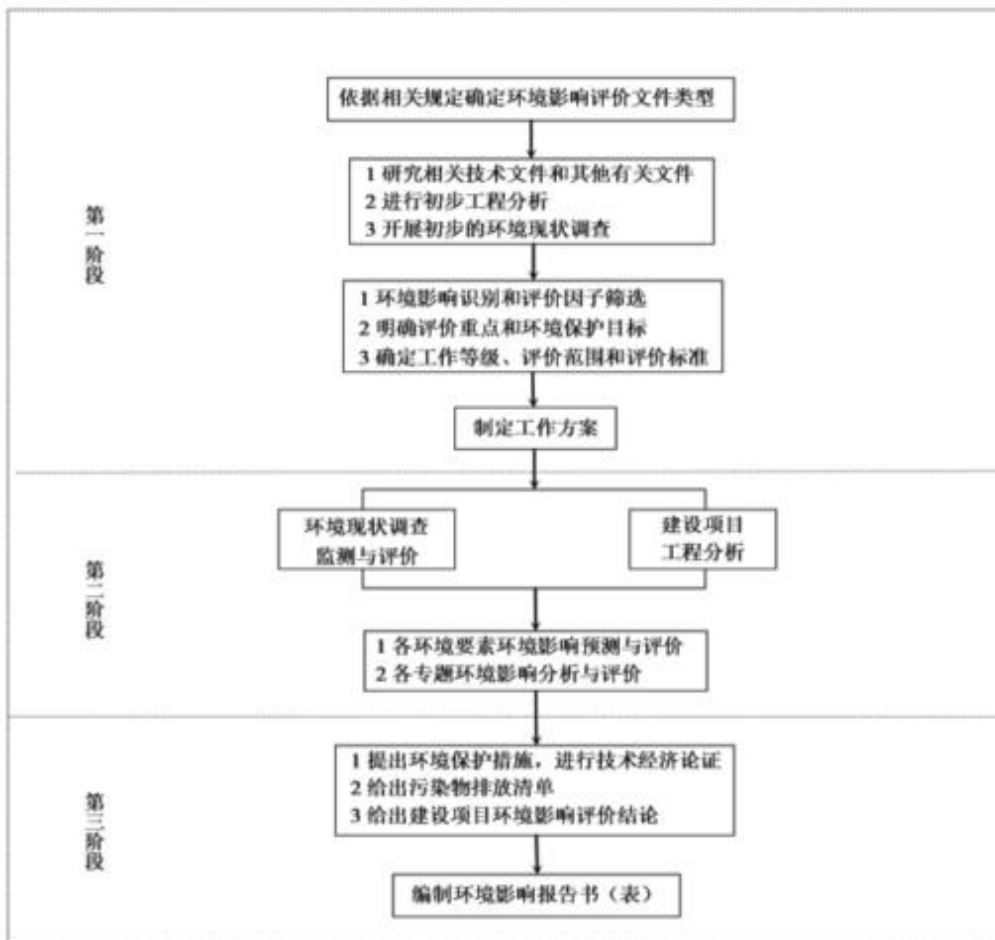 依据相关规定确定环境影响评价文件类型
1 研究相关技术文件和其他有关文件
2 进行初步工程分析
3 开展初步的环境现状调查
第一阶段
1 环境影响识别和评价因子筛选
2 明确评价重点和环境保护目标
3 确定工作等级、评价范围和评价标准
制定工作方案
环境现状调查
监测与评价
建设项目
工程分析
第二阶段
1 各环境要素环境影响预测与评价
2 各专题环境影响分析与评价
1 提出环境保护措施，进行技术经济论证
2 给出污染物排放清单
3 给出建设项目环境影响评价结论
第三阶段
编制环境影响报告书（表）